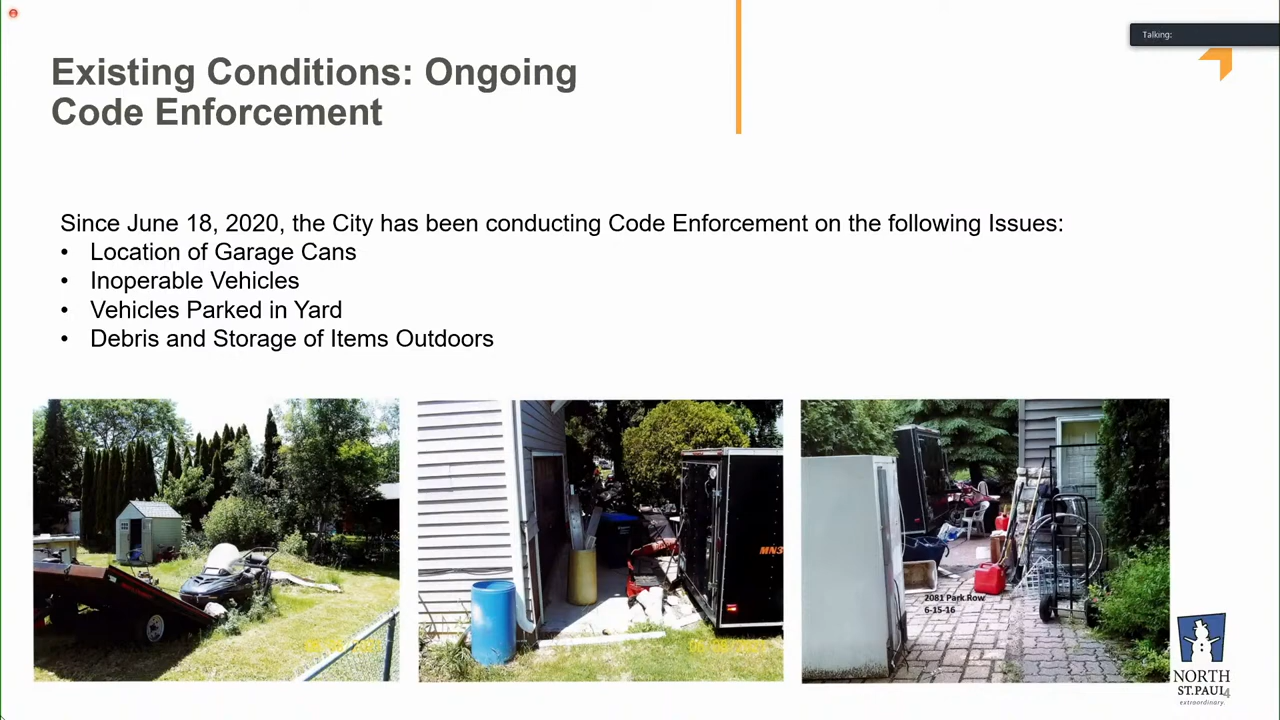 Talking:
Existing Conditions: Ongoing
Code Enforcement
Since June 18, 2020, the City has been conducting Code Enforcement on the following Issues:
• Location of Garage Cans
• Inoperable Vehicles
• Vehicles Parked in Yard
• Debris and Storage of Items Outdoors
MN3
2081 Park Row
6-15-16
NORTH
ST.PAUL
4
extraordinary.